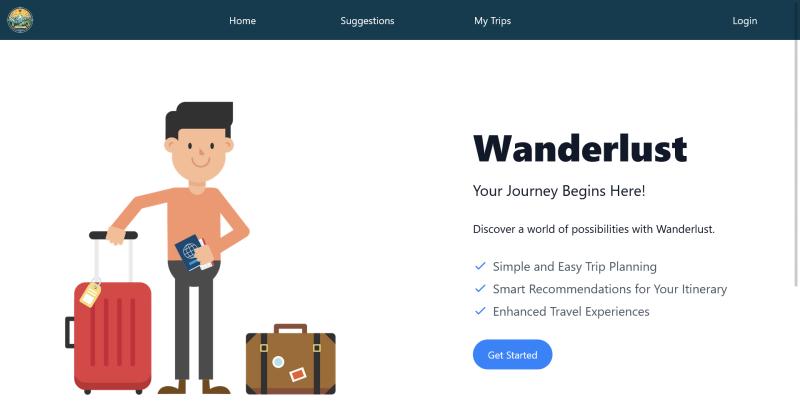 Home
Suggestions
My Trips
Login
Wanderlust
Your Journey Begins Here!
Discover a world of possibilities with Wanderlust.
Simple and Easy Trip Planning
Smart Recommendations for Your Itinerary
Enhanced Travel Experiences
Get Started